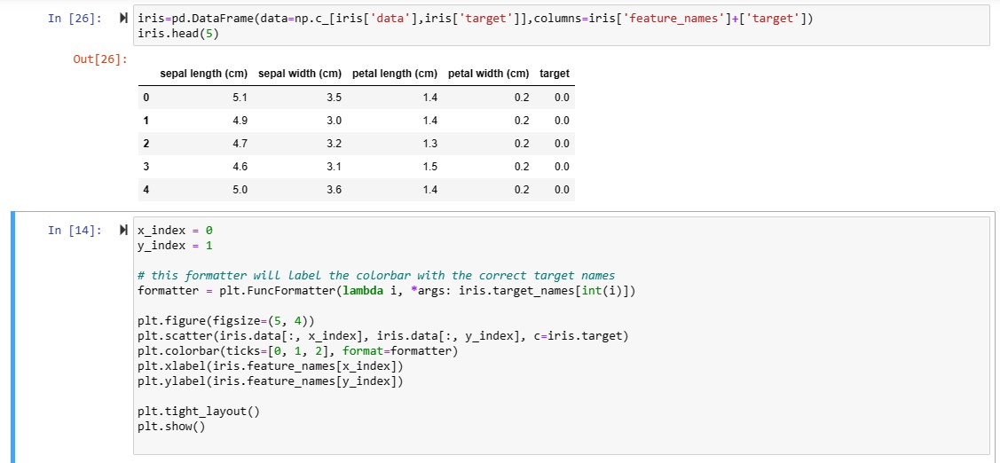 In [26]: iris=pd.DataFrame(data=np.c_[iris['data'],iris['target']],columns=iris['feature_names']+['target'])
iris.head(5)
Out[26]:
sepal length (cm) sepal width (cm) petal length (cm) petal width (cm) target
0 5.1 3.5 1.4 0.2 0.0
1 4.9 3.0 1.4 0.2 0.0
2 4.7 3.2 1.3 0.2 0.0
3 4.6 3.1 1.5 0.2 0.0
4 5.0 3.6 1.4 0.2 0.0
In [14]: x_index = 0
y_index = 1
# this formatter will label the colorbar with the correct target names
formatter = plt.FuncFormatter(lambda i, *args: iris.target_names[int(i)])
plt.figure(figsize=(5, 4))
plt.scatter(iris.data[:, x_index], iris.data[:, y_index], c=iris.target)
plt.colorbar(ticks=[0, 1, 2], format=formatter)
plt.xlabel(iris.feature_names[x_index])
plt.ylabel(iris.feature_names[y_index])
plt.tight_layout()
plt.show()